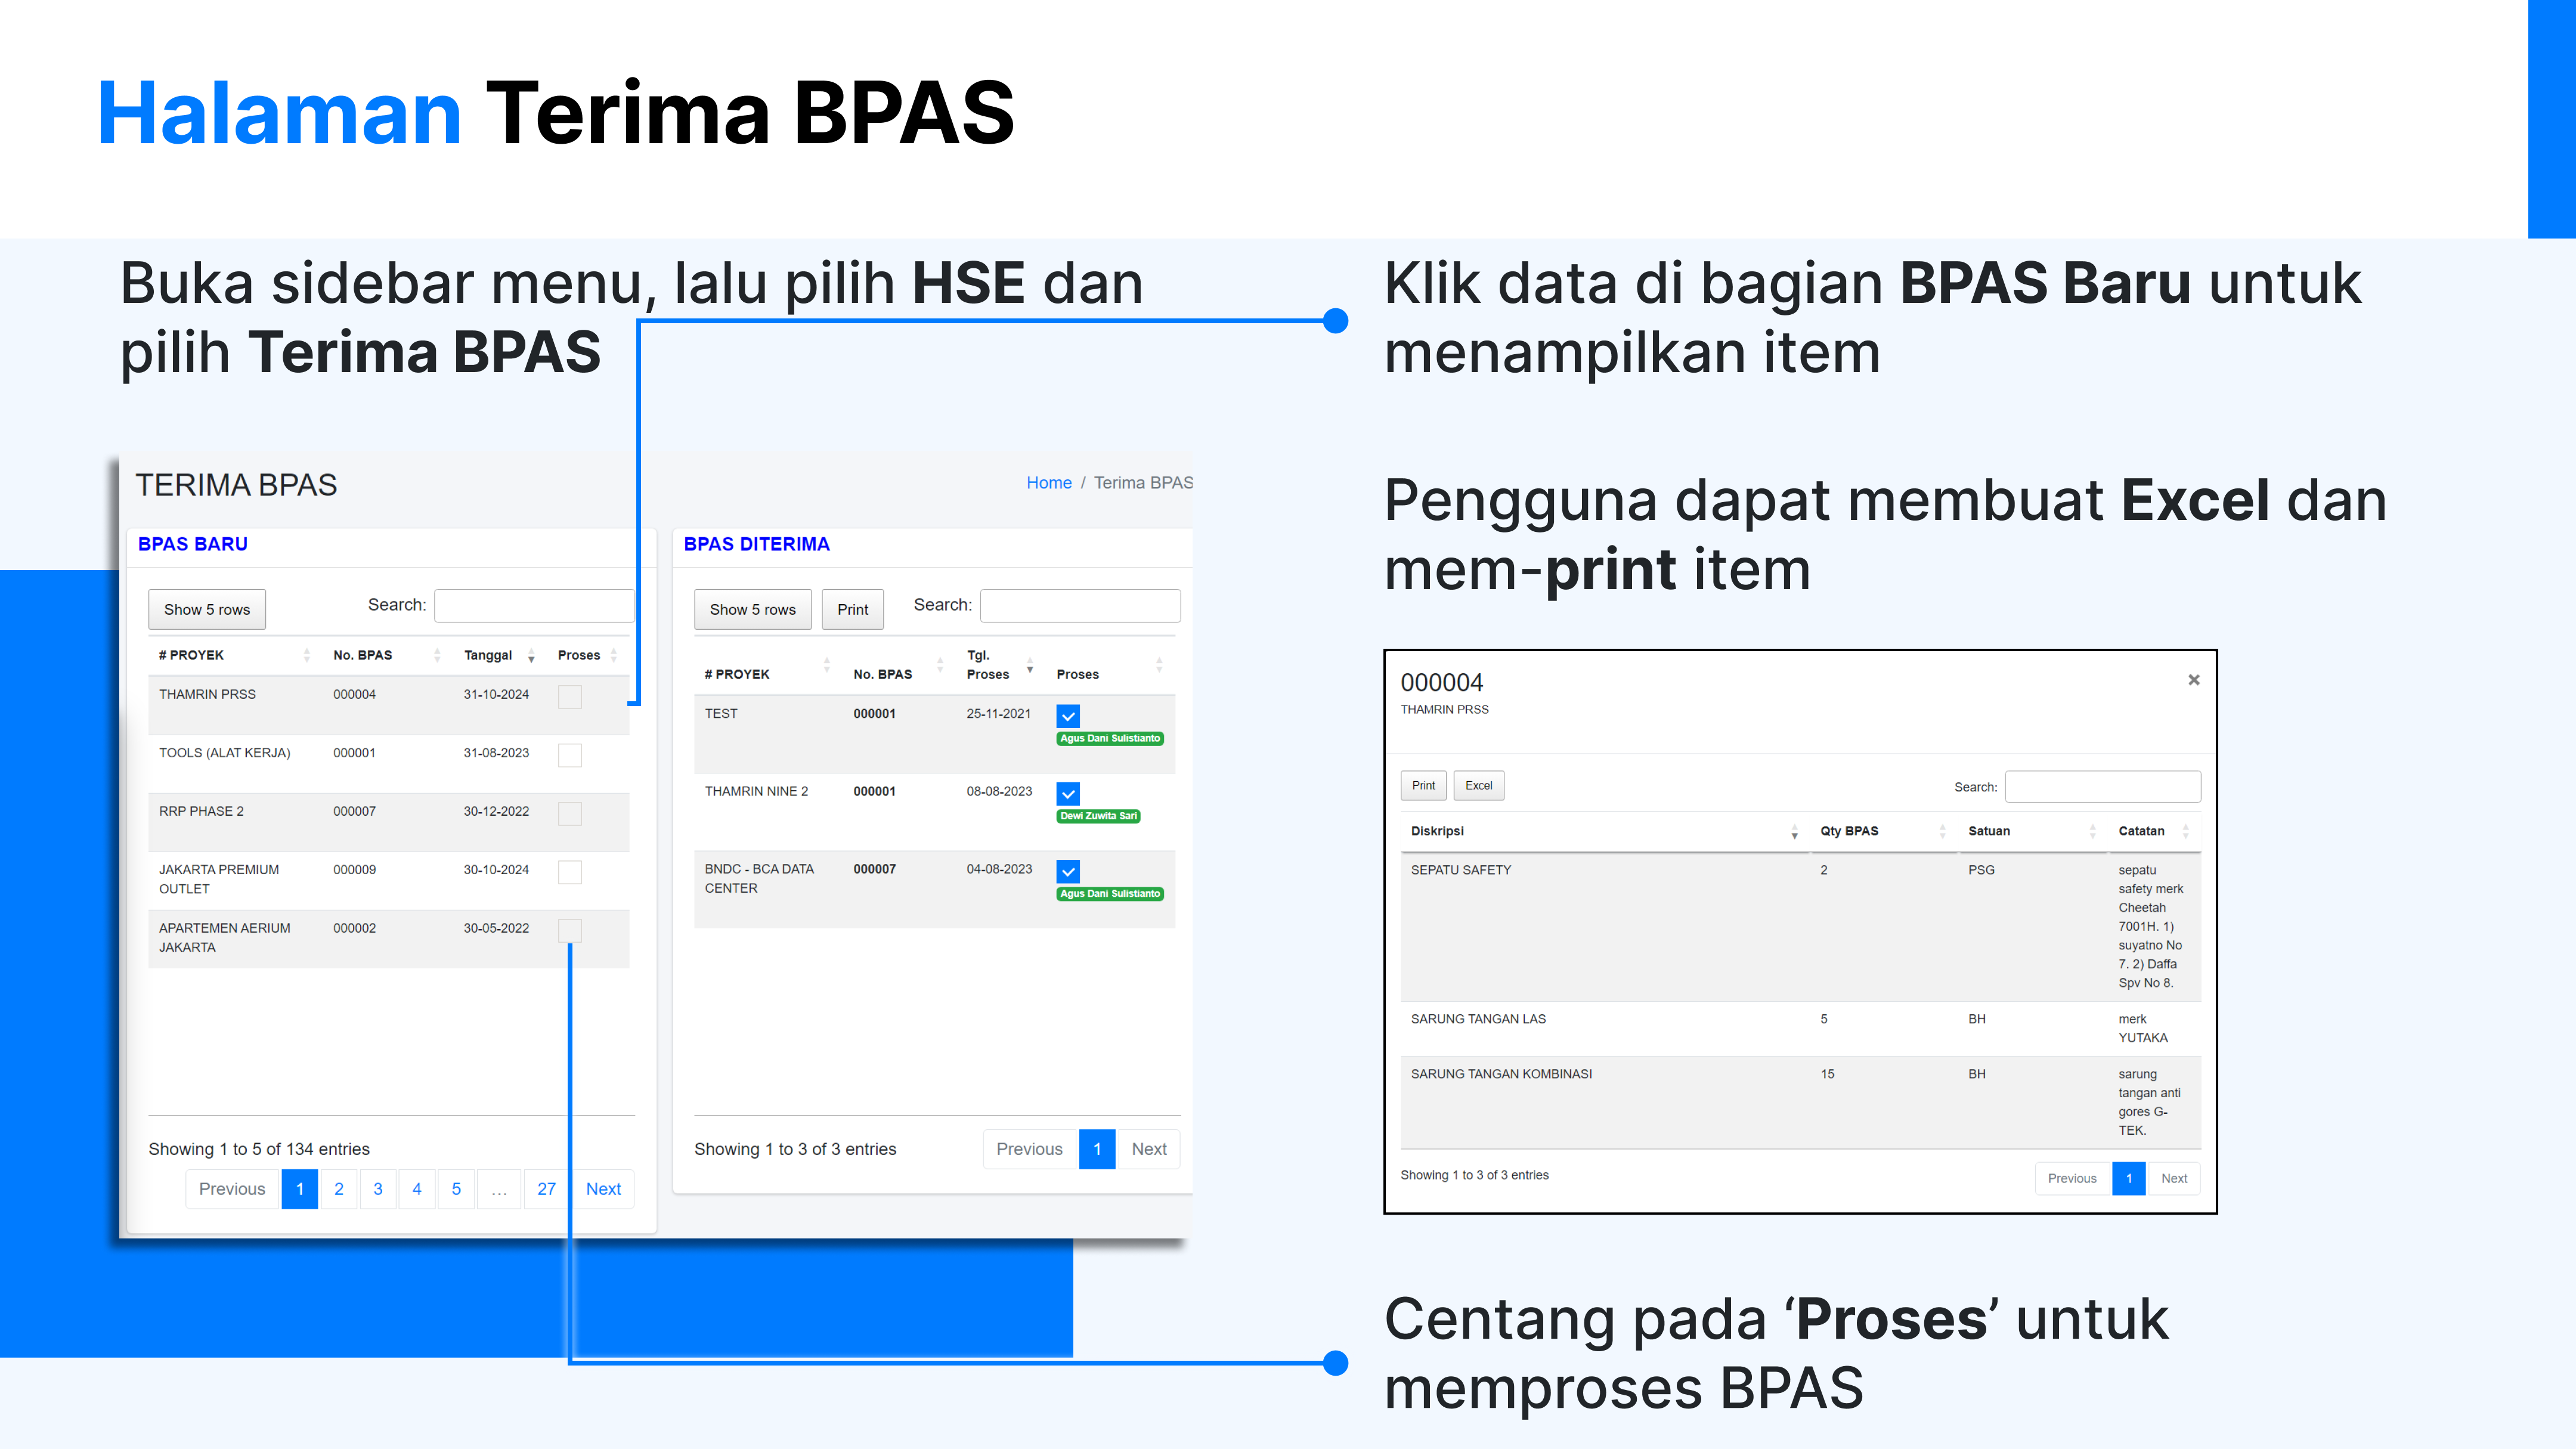 Halaman Terima BPAS
Buka sidebar menu, lalu pilih HSE dan
pilih Terima BPAS
TERIMA BPAS
Home / Terima BPAS
BPAS BARU
Show 5 rows
Search:
# PROYEK No. BPAS Tanggal Proses
THAMRIN PRSS 000004 31-10-2024
TOOLS (ALAT KERJA) 000001 31-08-2023
RRP PHASE 2 000007 30-12-2022
JAKARTA PREMIUM 000009 30-10-2024
OUTLET
APARTEMEN AERIUM 000002 30-05-2022
JAKARTA
Showing 1 to 5 of 134 entries
Previous 1 2 3 4 5 … 27 Next
BPAS DITERIMA
Show 5 rows Print Search:
Tgl.
# PROYEK No. BPAS Proses Proses
TEST 000001 25-11-2021
Agus Dani Sulistianto
THAMRIN NINE 2 000001 08-08-2023
Dewi Zuwita Sari
BNDC - BCA DATA 000007 04-08-2023
CENTER
Agus Dani Sulistianto
Showing 1 to 3 of 3 entries
Previous 1 Next
Klik data di bagian BPAS Baru untuk
menampilkan item
Pengguna dapat membuat Excel dan
mem-print item
000004 ×
THAMRIN PRSS
Print Excel Search:
Diskripsi Qty BPAS Satuan Catatan
SEPATU SAFETY 2 PSG sepatu
safety merk
Cheetah
7001H. 1)
suyatno No
7. 2) Daffa
Spv No 8.
SARUNG TANGAN LAS 5 BH merk
YUTAKA
SARUNG TANGAN KOMBINASI 15 BH sarung
tangan anti
gores G-
TEK.
Showing 1 to 3 of 3 entries
Previous 1 Next
Centang pada ‘Proses’ untuk
memproses BPAS